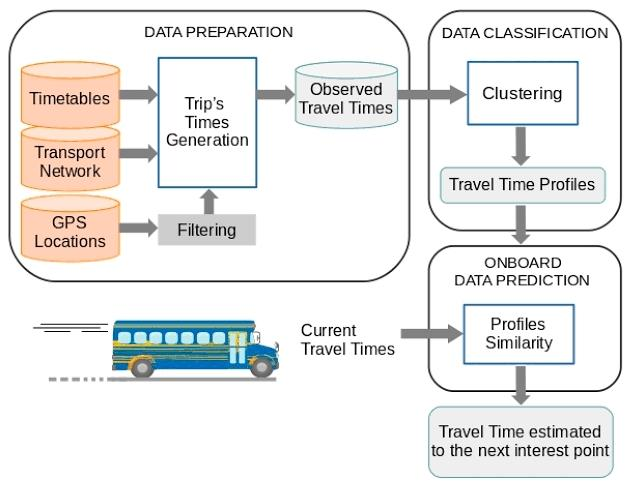 DATA PREPARATION
Timetables
Transport
Network
GPS
Locations
Trip's
Times
Generation
Filtering
Observed
Travel Times
DATA CLASSIFICATION
Clustering
Travel Time Profiles
ONBOARD
DATA PREDICTION
Current
Travel Times
Profiles
Similarity
Travel Time estimated
to the next interest point